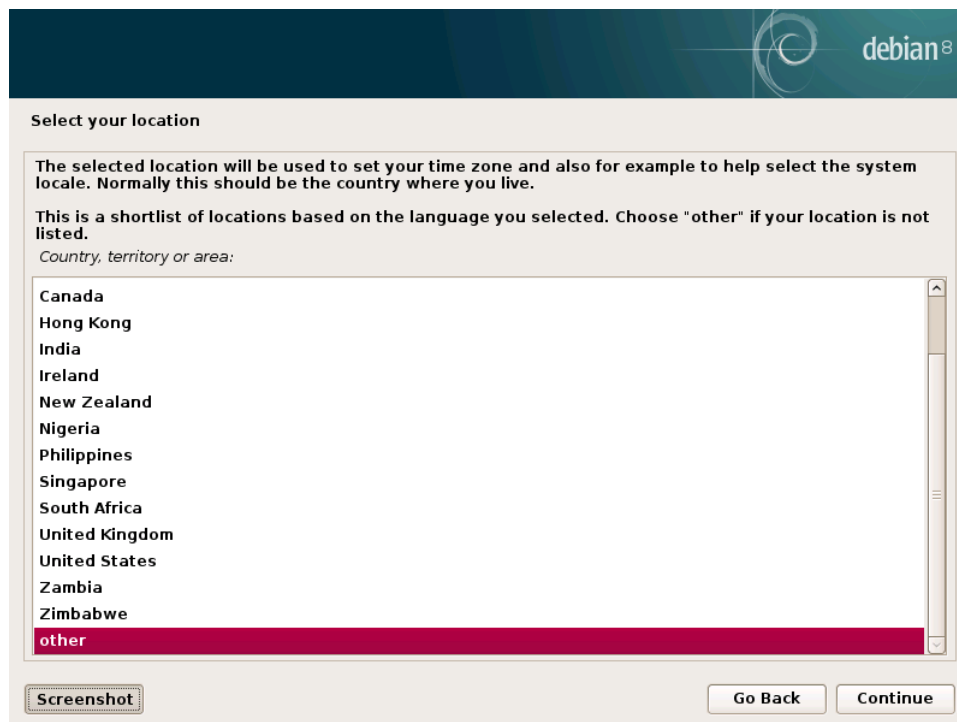 debian 8
Select your location
The selected location will be used to set your time zone and also for example to help select the system
locale. Normally this should be the country where you live.
This is a shortlist of locations based on the language you selected. Choose "other" if your location is not
listed.
Country, territory or area:
Canada
Hong Kong
India
Ireland
New Zealand
Nigeria
Philippines
Singapore
South Africa
United Kingdom
United States
Zambia
Zimbabwe
other
Screenshot
Go Back
Continue